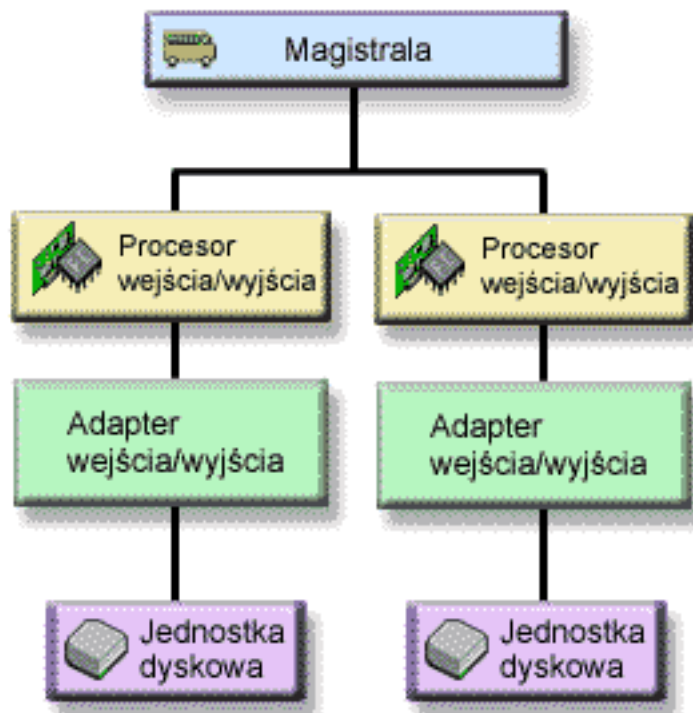 Magistrala
Procesor
wejścia/wyjścia
Procesor
wejścia/wyjścia
Adapter
wejścia/wyjścia
Adapter
wejścia/wyjścia
Jednostka
dyskowa
Jednostka
dyskowa